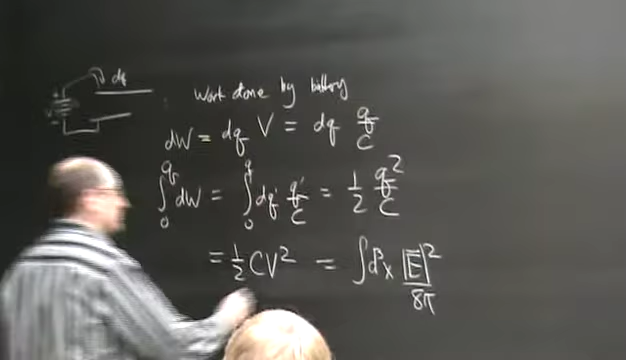 dq
+
V
-
Work done by battery
dW = dq V = dq q/C
∫₀^q dW = ∫₀^q dq' q'/C = 1/2 q²/C
= 1/2 CV² = ∫d³x |E⃗|²/8π